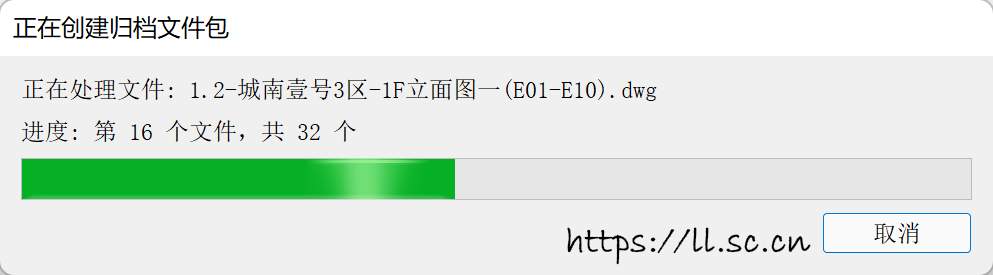 正在创建归档文件包
正在处理文件: 1.2-城南壹号3区-1F立面图一(E01-E10).dwg
进度: 第 16 个文件，共 32 个
https://ll.sc.cn
取消